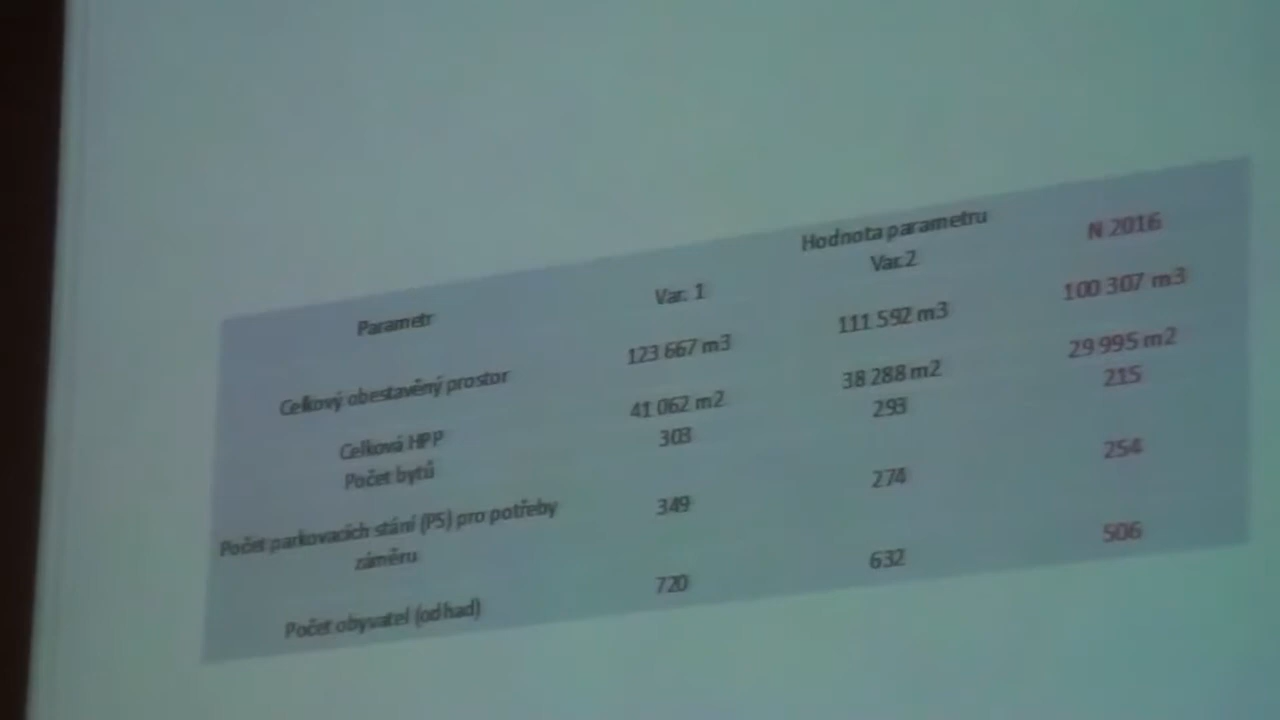 Hodnota parametru
Parametr Var. 1 Var.2 N 2016
Celkový obestavěný prostor 123 667 m3 111 592 m3 100 307 m3
Celková HPP 41 062 m2 38 288 m2 29 995 m2
Počet bytů 303 293 215
Počet parkovacích stání (PS) pro potřeby
záměru 349 274 254
Počet obyvatel (odhad) 720 632 506